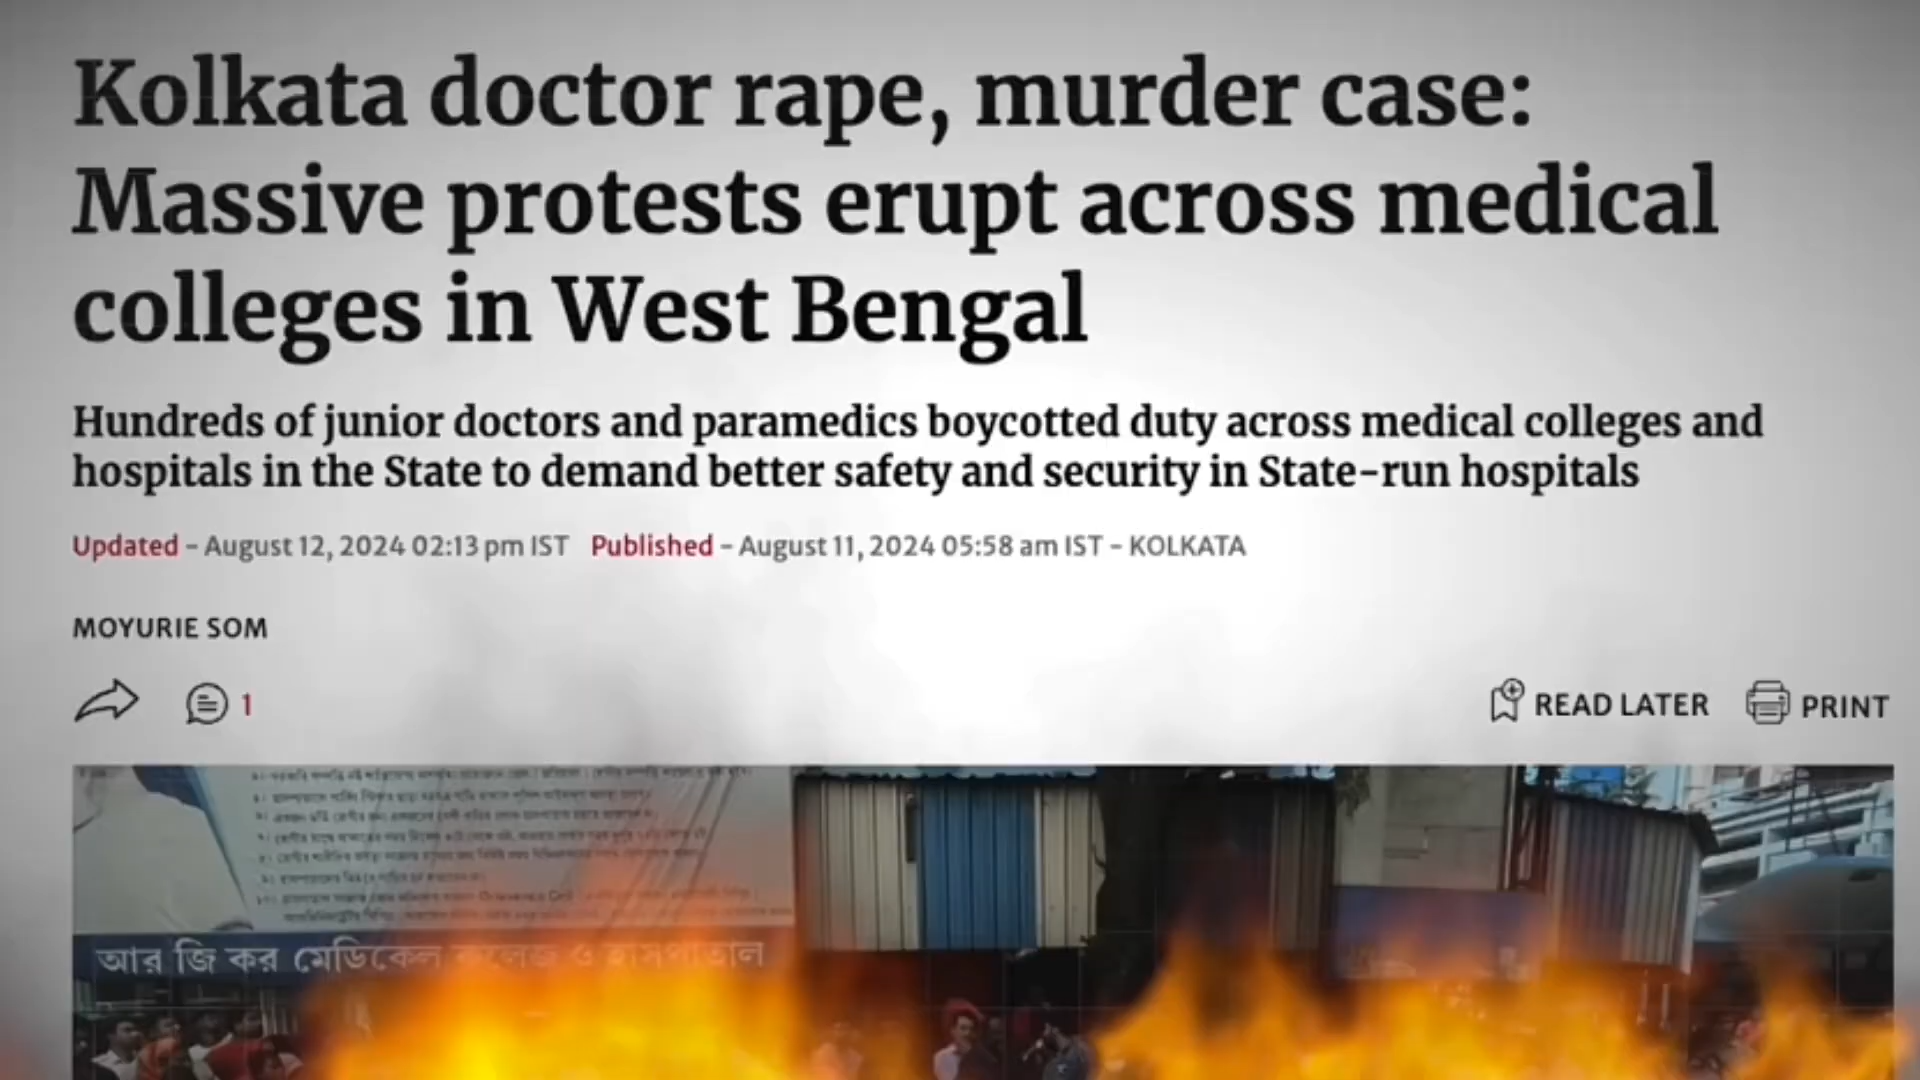 Kolkata doctor rape, murder case:
Massive protests erupt across medical
colleges in West Bengal
Hundreds of junior doctors and paramedics boycotted duty across medical colleges and
hospitals in the State to demand better safety and security in State-run hospitals
Updated - August 12, 2024 02:13 pm IST Published - August 11, 2024 05:58 am IST - KOLKATA
MOYURIE SOM
1
READ LATER PRINT
আর জি কর মেডিকেল কলেজ ও হাসপাতাল